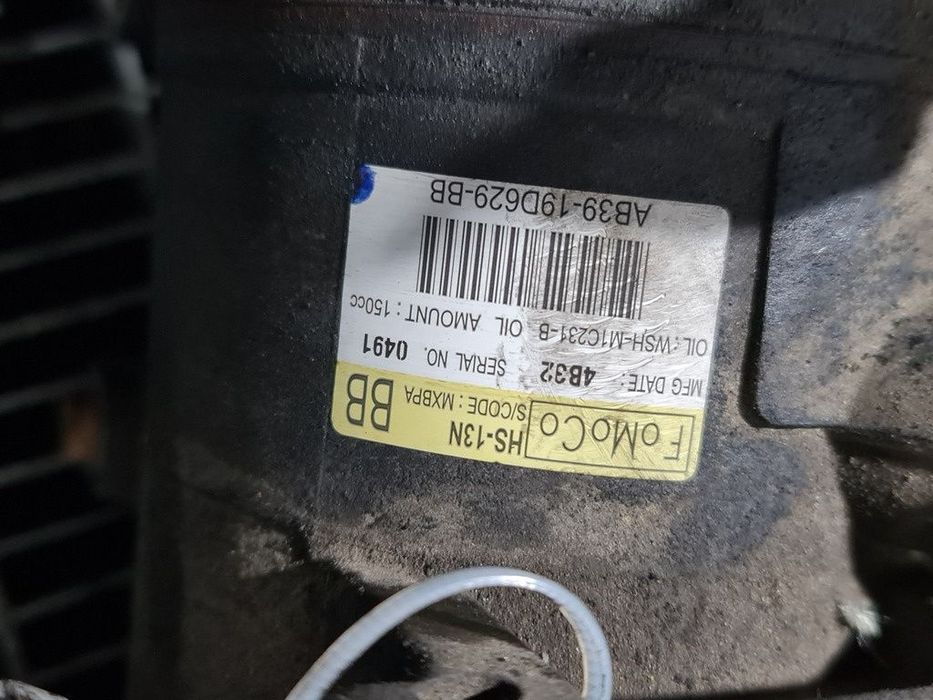 FoMoCo HS-13N BB
S/CODE : MXBPA
MFG DATE: 4B32 SERIAL NO. 0491
OIL: WSH-M1C231-B OIL AMOUNT : 150cc
AB39-19D629-BB